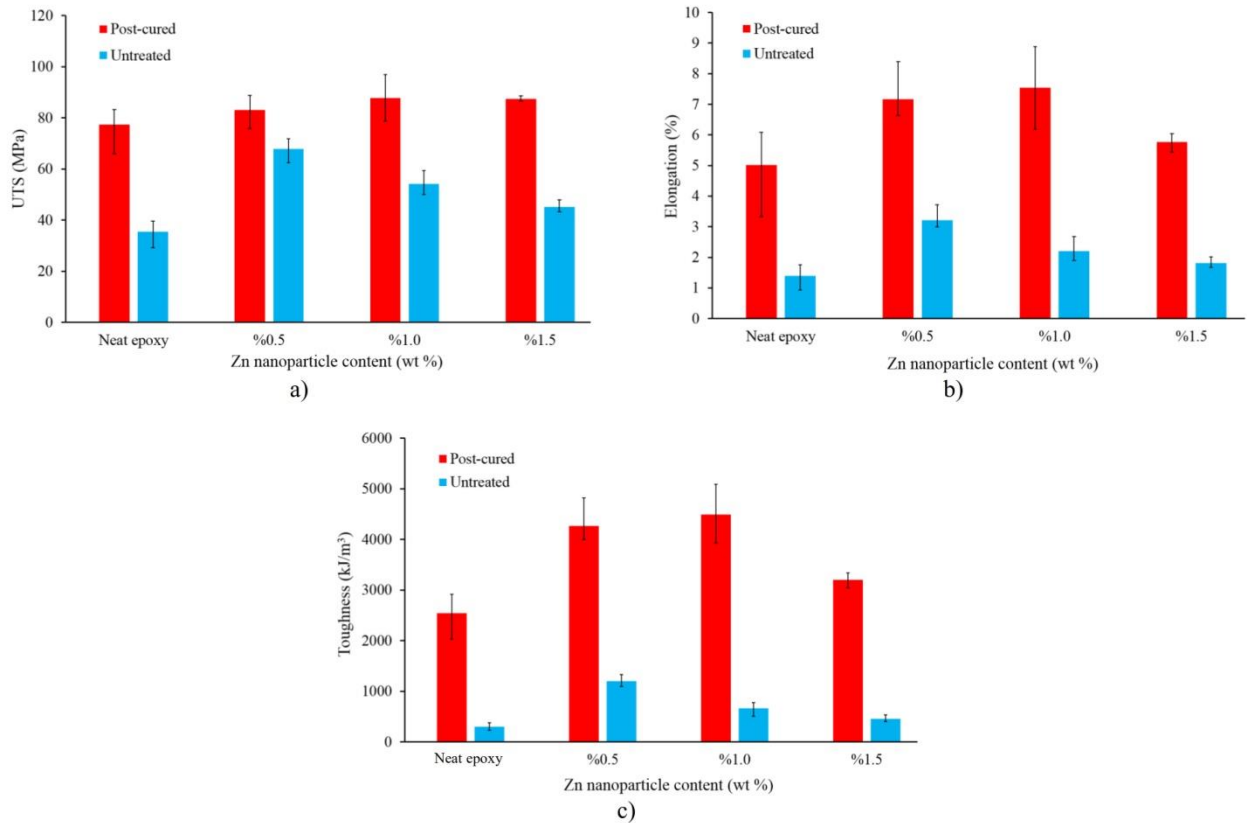 120
100
80
60
40
20
0
UTS (MPa)
Post-cured
Untreated
Neat epoxy %0.5 %1.0 %1.5
Zn nanoparticle content (wt %)
a)
10
9
8
7
6
5
4
3
2
1
0
Elongation (%)
Post-cured
Untreated
Neat epoxy %0.5 %1.0 %1.5
Zn nanoparticle content (wt %)
b)
6000
5000
4000
3000
2000
1000
0
Toughness (kJ/m³)
Post-cured
Untreated
Neat epoxy %0.5 %1.0 %1.5
Zn nanoparticle content (wt %)
c)